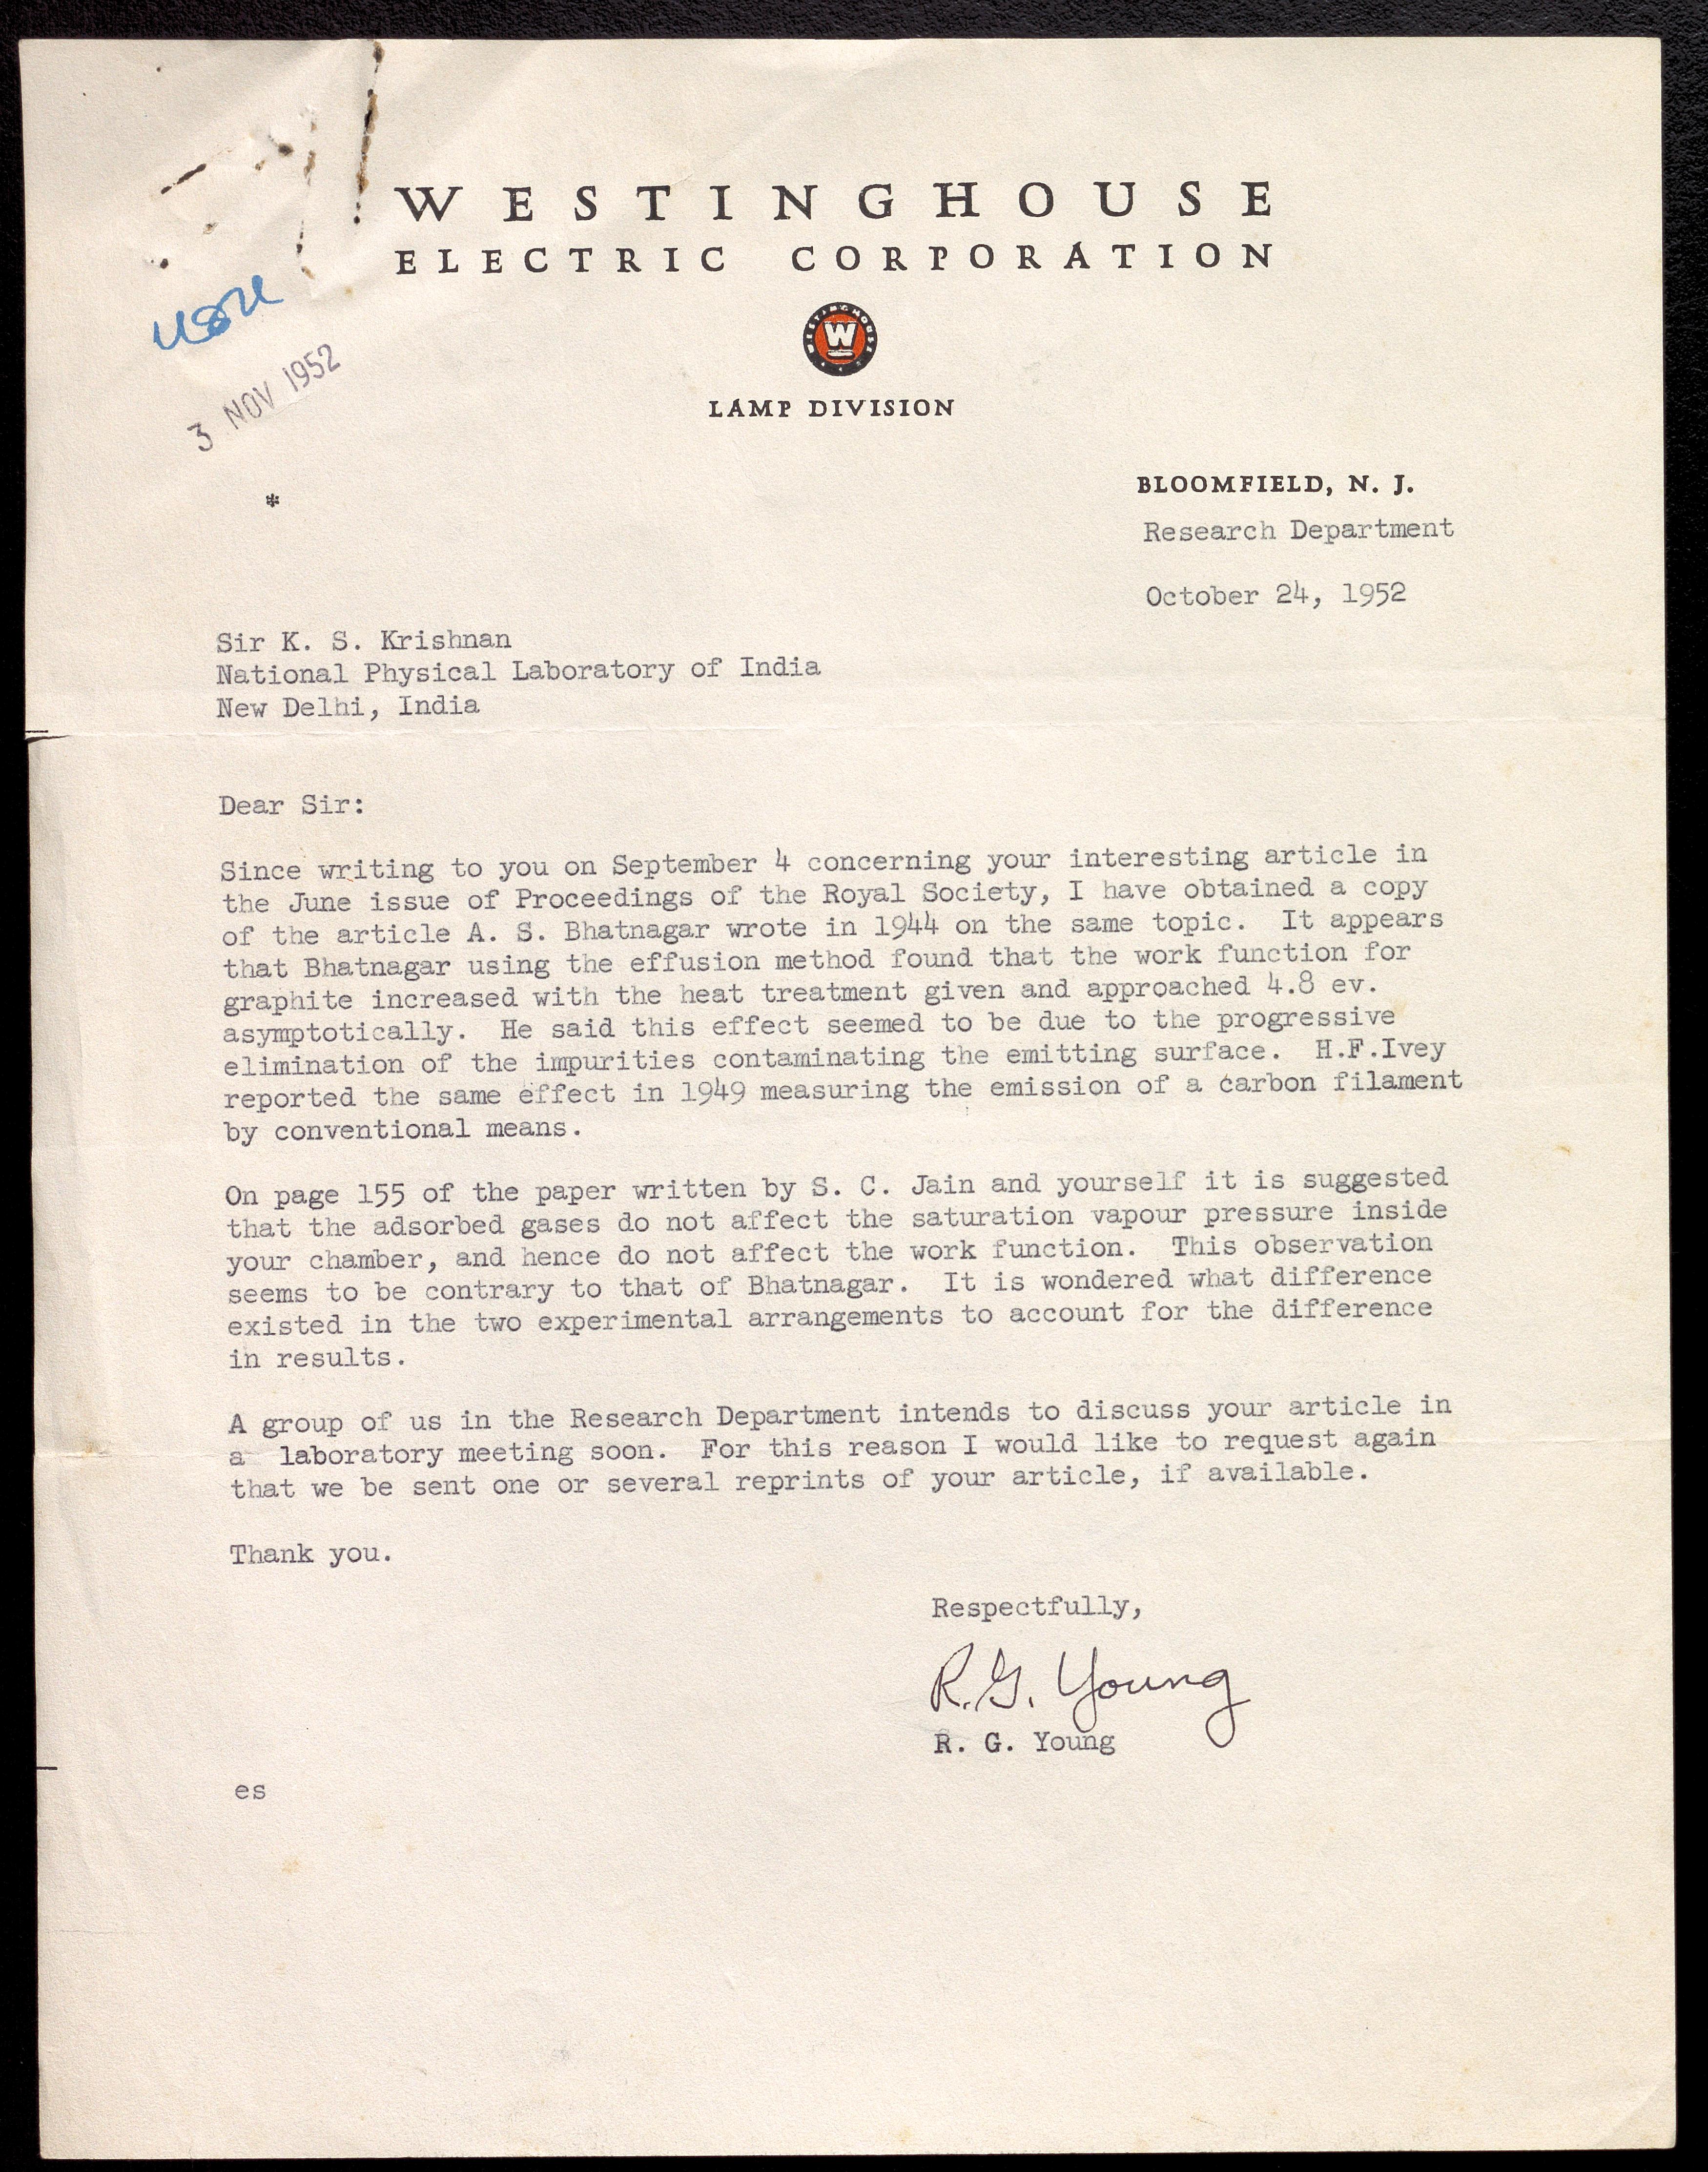 WESTINGHOUSE
ELECTRIC CORPORATION
WESTINGHOUSE
W
LAMP DIVISION
3 NOV 1952
*
BLOOMFIELD, N. J.
Research Department
October 24, 1952
Sir K. S. Krishnan
National Physical Laboratory of India
New Delhi, India
Dear Sir:
Since writing to you on September 4 concerning your interesting article in
the June issue of Proceedings of the Royal Society, I have obtained a copy
of the article A. S. Bhatnagar wrote in 1944 on the same topic. It appears
that Bhatnagar using the effusion method found that the work function for
graphite increased with the heat treatment given and approached 4.8 ev.
asymptotically. He said this effect seemed to be due to the progressive
elimination of the impurities contaminating the emitting surface. H.F.Ivey
reported the same effect in 1949 measuring the emission of a carbon filament
by conventional means.
On page 155 of the paper written by S. C. Jain and yourself it is suggested
that the adsorbed gases do not affect the saturation vapour pressure inside
your chamber, and hence do not affect the work function. This observation
seems to be contrary to that of Bhatnagar. It is wondered what difference
existed in the two experimental arrangements to account for the difference
in results.
A group of us in the Research Department intends to discuss your article in
a laboratory meeting soon. For this reason I would like to request again
that we be sent one or several reprints of your article, if available.
Thank you.
Respectfully,
R. G. Young
R. G. Young
es